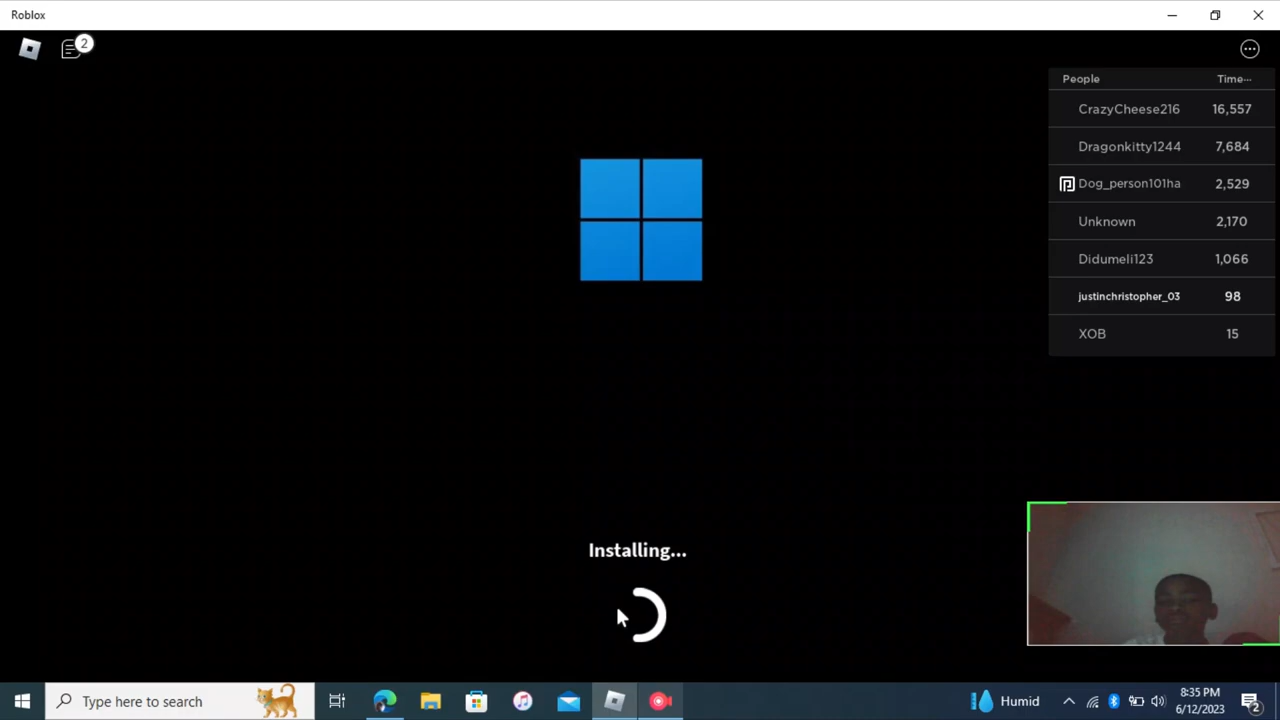 Roblox
2
People Time...
CrazyCheese216 16,557
Dragonkitty1244 7,684
Dog_person101ha 2,529
Unknown 2,170
Didumeli123 1,066
justinchristopher_03 98
XOB 15
Installing...
Type here to search
Humid
8:35 PM
6/12/2023
2